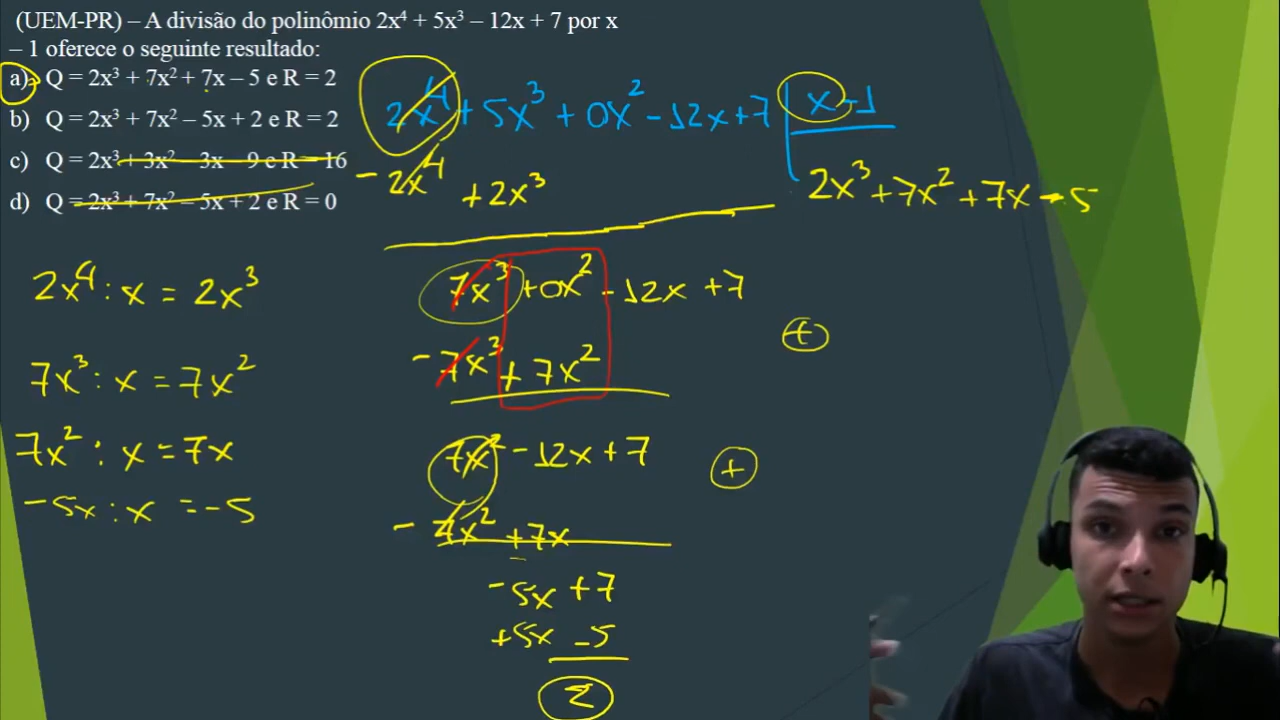 (UEM-PR) – A divisão do polinômio 2x⁴ + 5x³ – 12x + 7 por x
– 1 oferece o seguinte resultado:
a) Q = 2x³ + 7x² + 7x – 5 e R = 2
b) Q = 2x³ + 7x² – 5x + 2 e R = 2
c) Q = 2x³ + 3x² – 3x – 9 e R = 16
d) Q = 2x³ + 7x² – 5x + 2 e R = 0
2x⁴ + 5x³ + 0x² - 12x + 7 | x - 1
- 2x⁴ + 2x³
2x³ + 7x² + 7x - 5
7x³ + 0x² - 12x + 7
- 7x³ + 7x²
+
7x² - 12x + 7
+
- 7x² + 7x
- 5x + 7
+ 5x - 5
2
2x⁴ : x = 2x³
7x³ : x = 7x²
7x² : x = 7x
- 5x : x = - 5